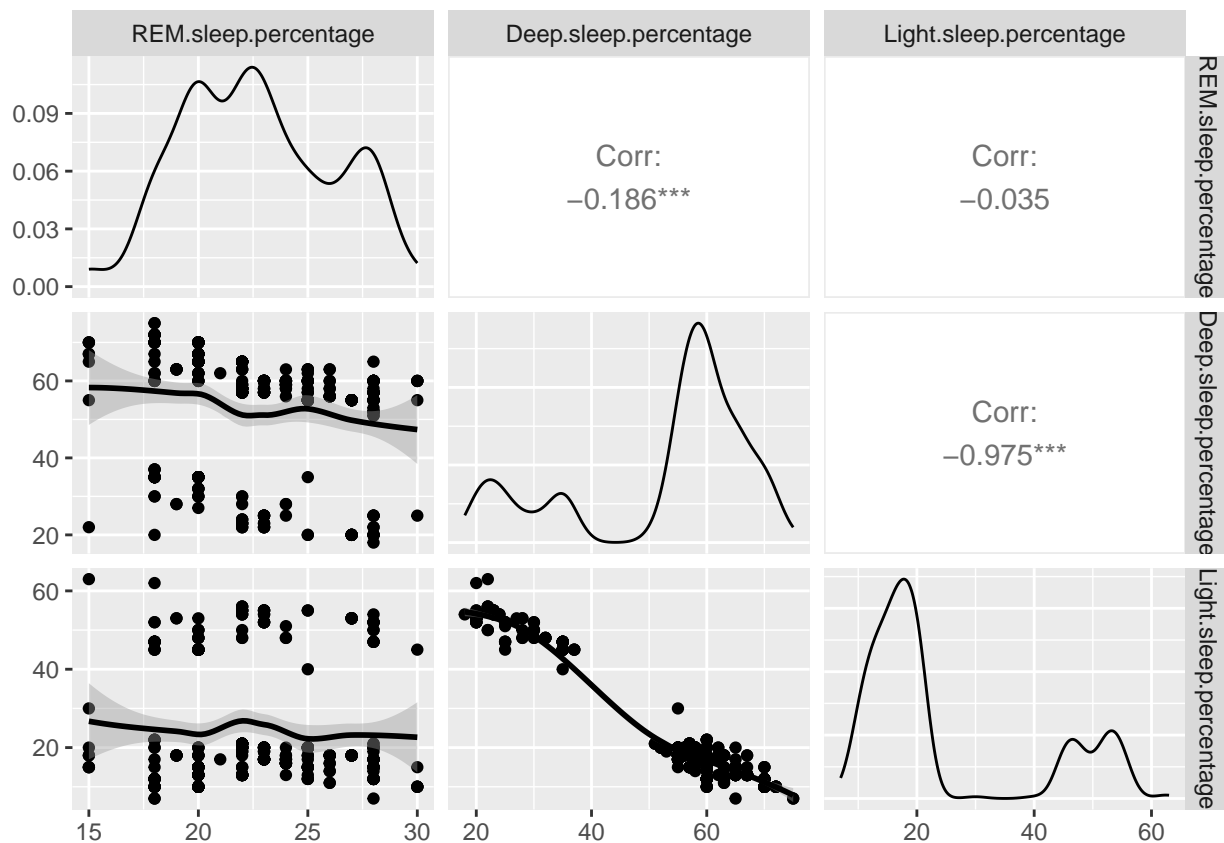 REM.sleep.percentage
Deep.sleep.percentage
Light.sleep.percentage
0.09
0.06
0.03
0.00
Corr:
−0.186***
Corr:
−0.035
REM.sleep.percentage
60
40
20
Corr:
−0.975***
Deep.sleep.percentage
60
40
20
Light.sleep.percentage
15
20
25
30
20
40
60
20
40
60